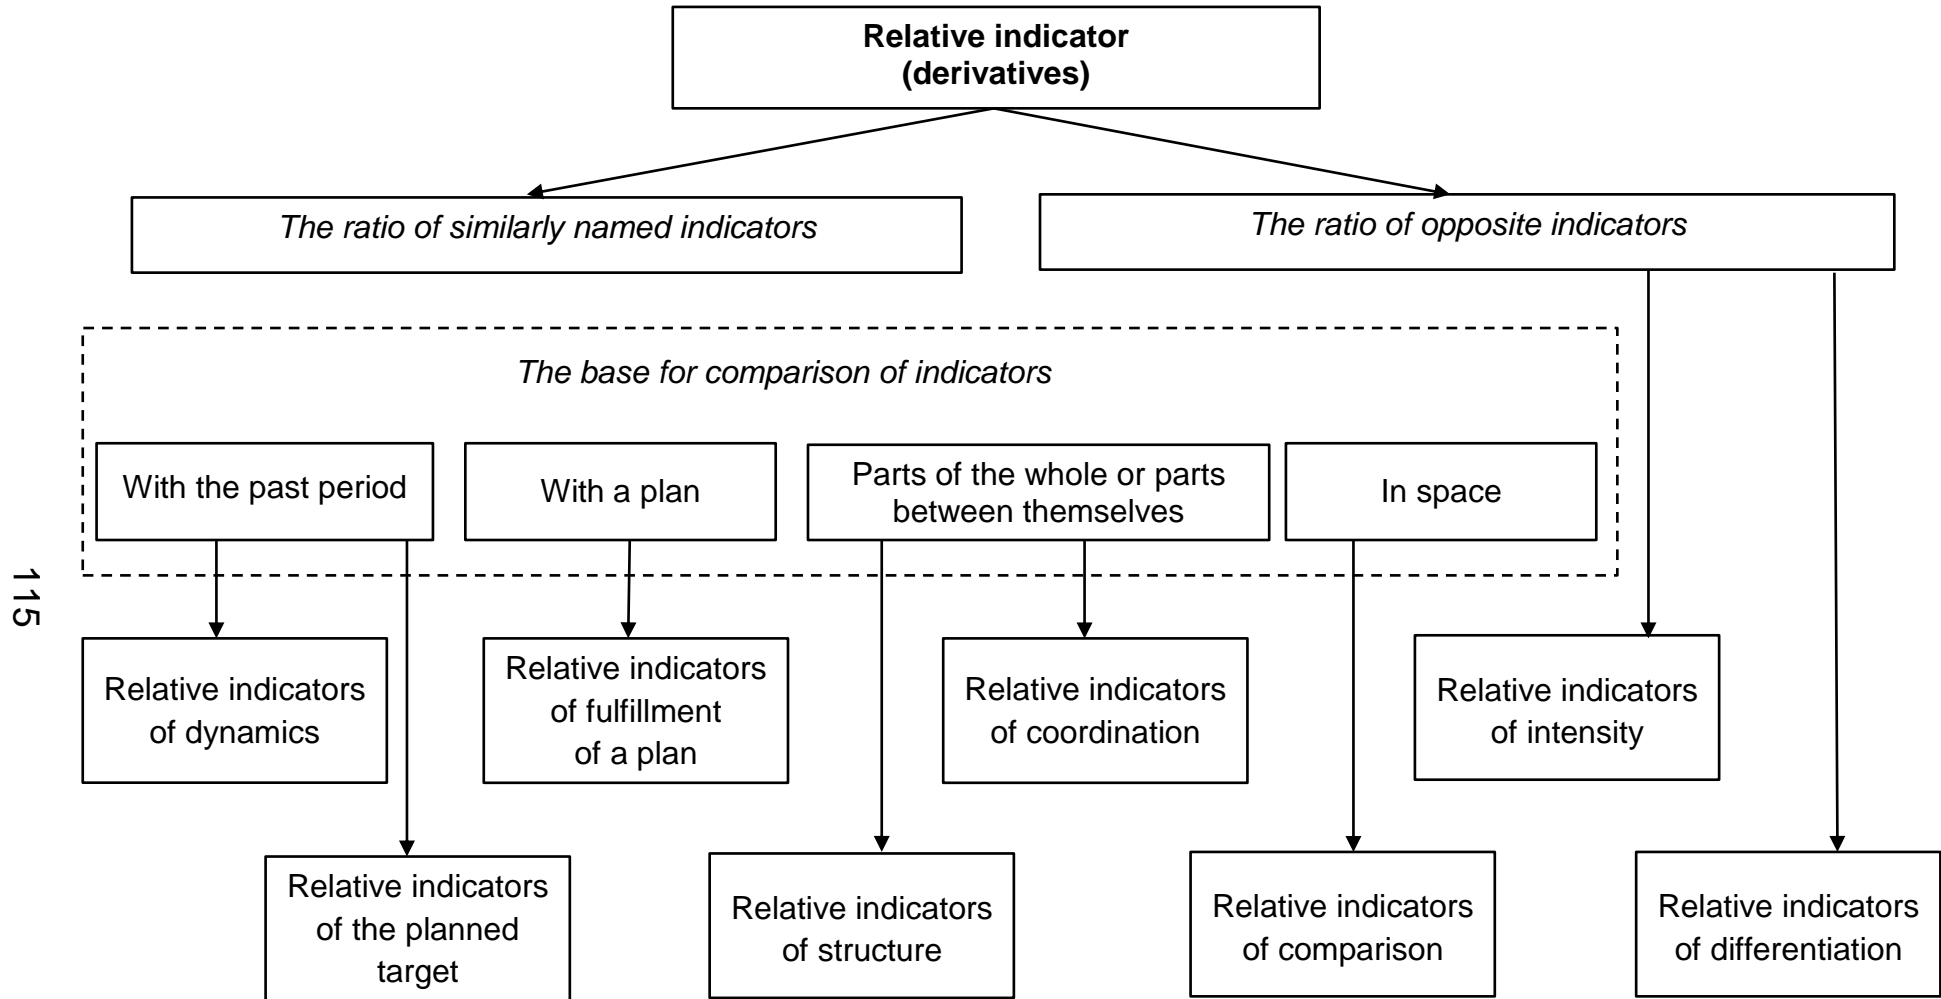 Relative indicator
(derivatives)
The ratio of similarly named indicators
The ratio of opposite indicators
The base for comparison of indicators
With the past period
With a plan
Parts of the whole or parts
between themselves
In space
115
Relative indicators
of dynamics
Relative indicators
of fulfillment
of a plan
Relative indicators
of coordination
Relative indicators
of intensity
Relative indicators
of the planned
target
Relative indicators
of structure
Relative indicators
of comparison
Relative indicators
of differentiation